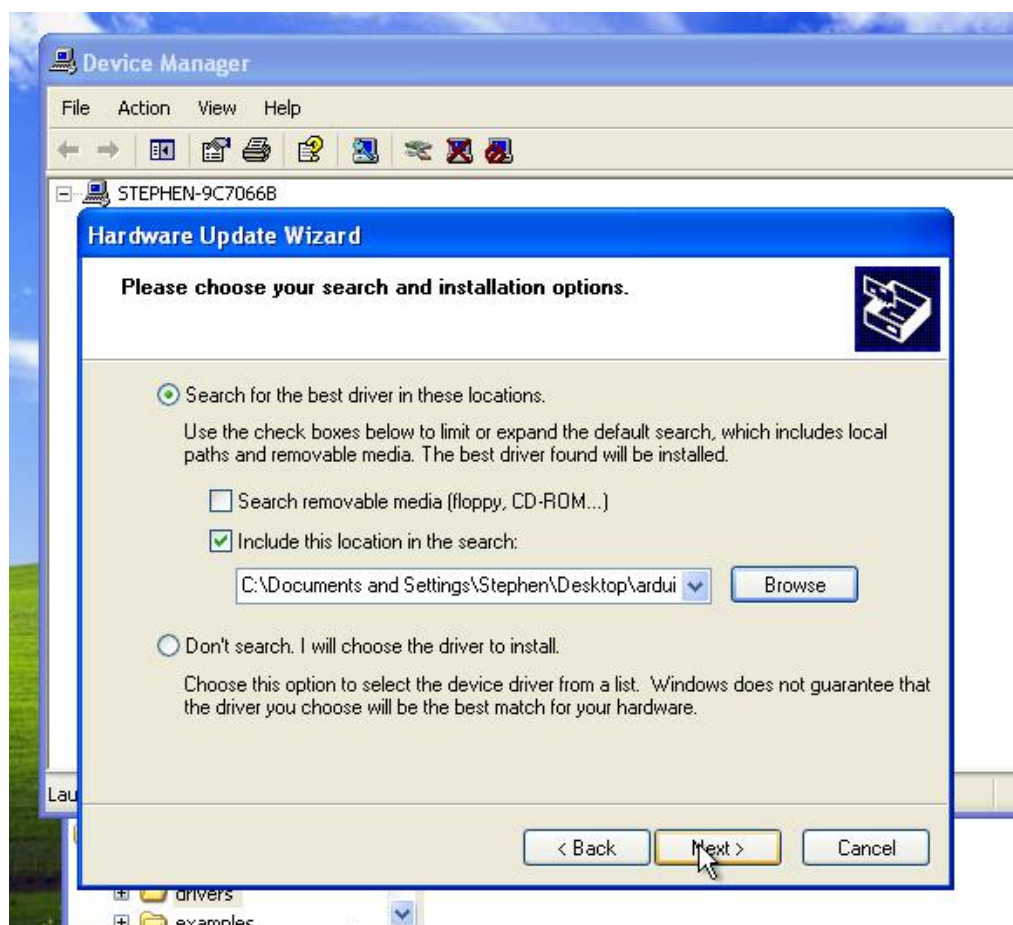 Device Manager
File Action View Help
STEPHEN-9C7066B
Hardware Update Wizard
Please choose your search and installation options.
Search for the best driver in these locations.
Use the check boxes below to limit or expand the default search, which includes local
paths and removable media. The best driver found will be installed.
Search removable media (floppy, CD-ROM...)
Include this location in the search:
C:\Documents and Settings\Stephen\Desktop\ardui
Browse
Don't search. I will choose the driver to install.
Choose this option to select the device driver from a list. Windows does not guarantee that
the driver you choose will be the best match for your hardware.
Lau
< Back Next > Cancel
drivers
examples